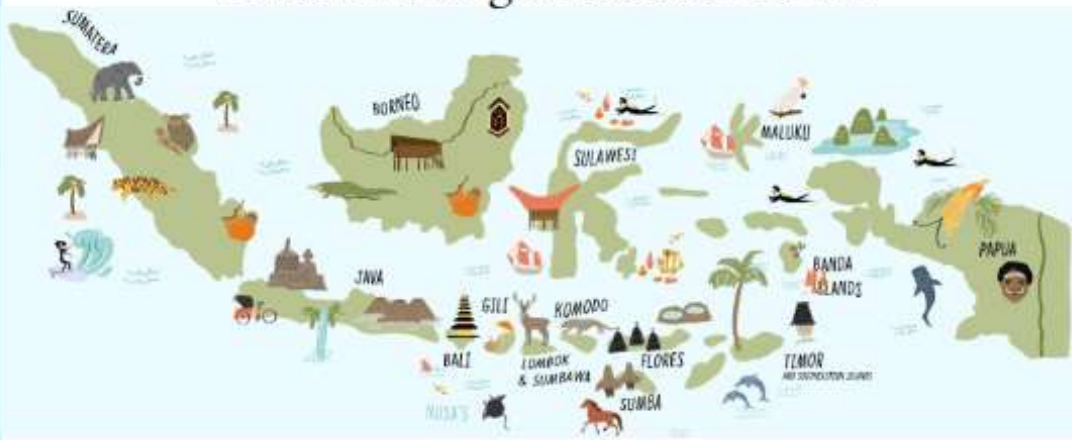 SUMATERA
BORNEO
SULAWESI
MALUKU
PAPUA
BANDA
ISLANDS
JAVA
GILI
KOMODO
BALI
LOMBOK
& SUMBAWA
FLORES
TIMOR
SUMBA
NUSA'S